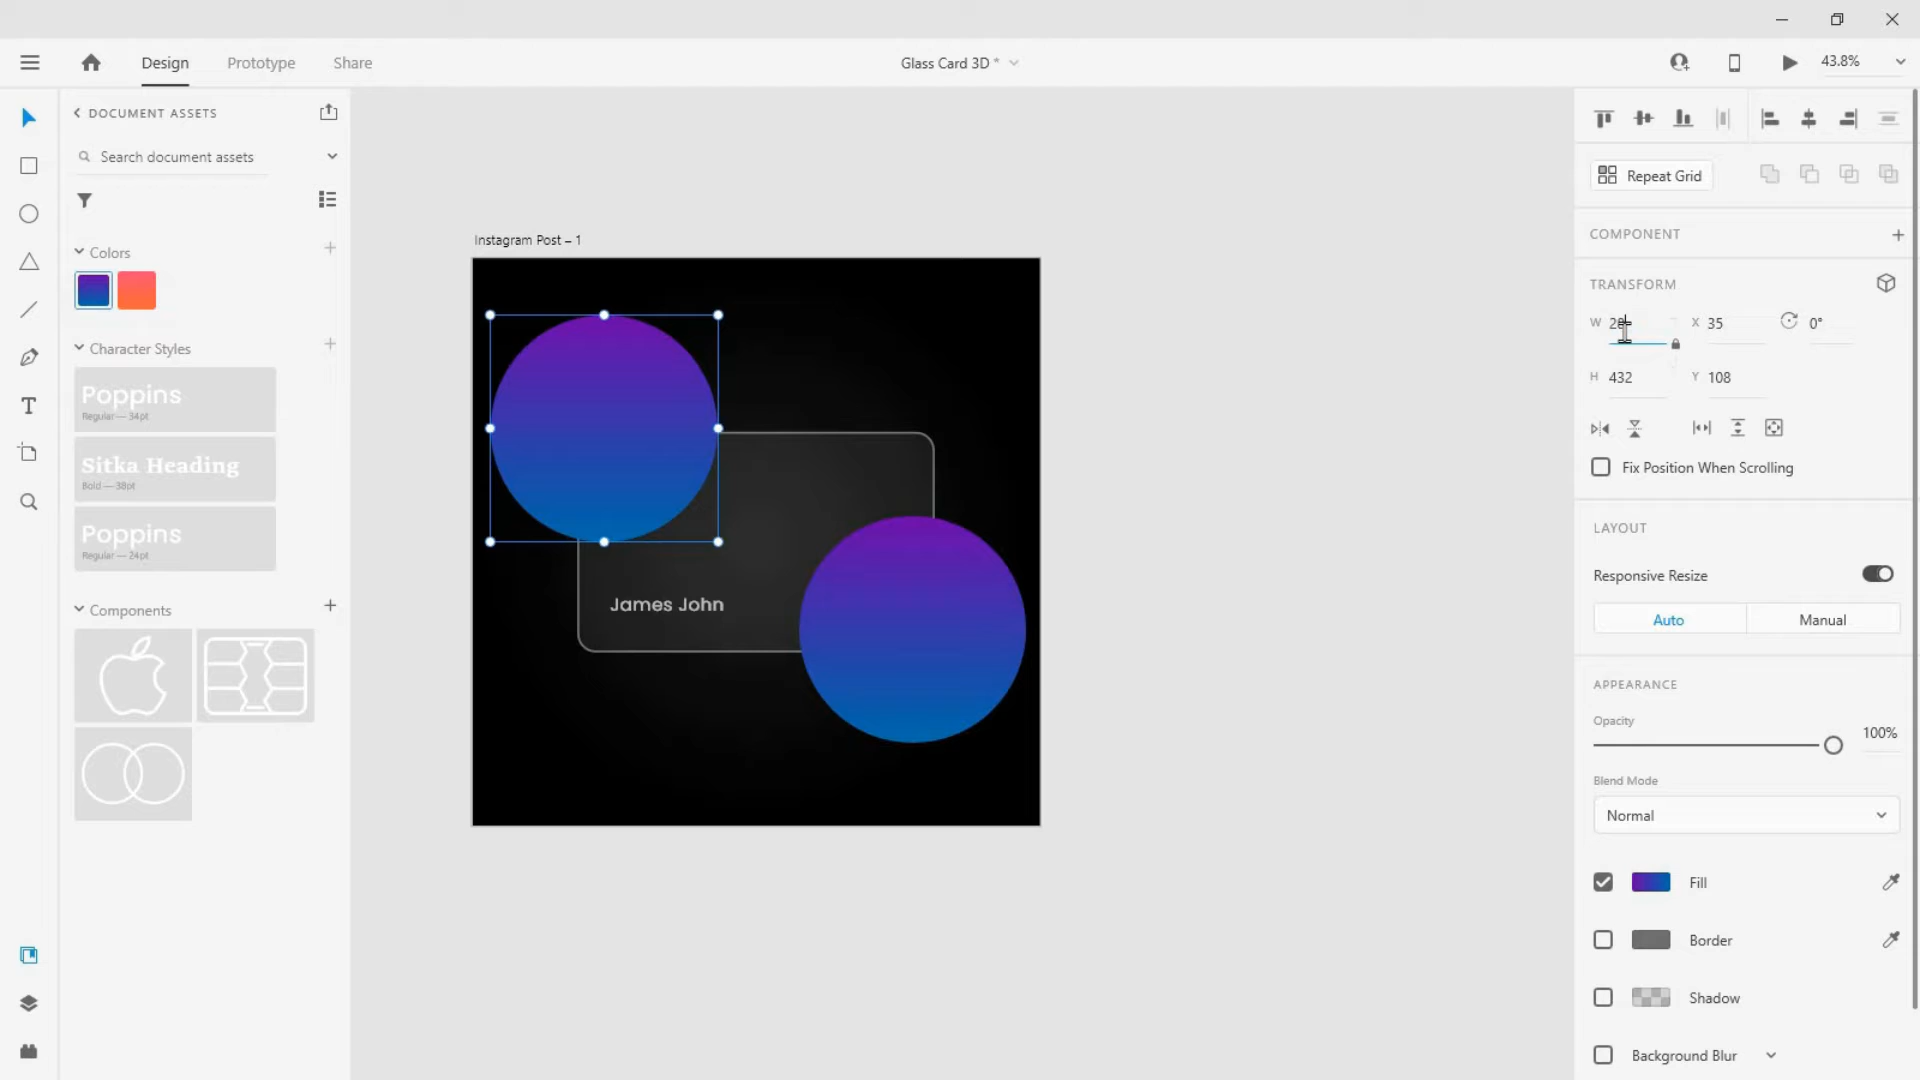 Design
Prototype
Share
Glass Card 3D *
43.8%
DOCUMENT ASSETS
Search document assets
Colors
Character Styles
Poppins
Regular — 34pt
Sitka Heading
Bold — 38pt
Poppins
Regular — 24pt
Components
Instagram Post – 1
James John
Repeat Grid
COMPONENT
TRANSFORM
W
X 35
0°
H 432
Y 108
Fix Position When Scrolling
LAYOUT
Responsive Resize
Auto
Manual
APPEARANCE
Opacity
100%
Blend Mode
Normal
Fill
Border
Shadow
Background Blur